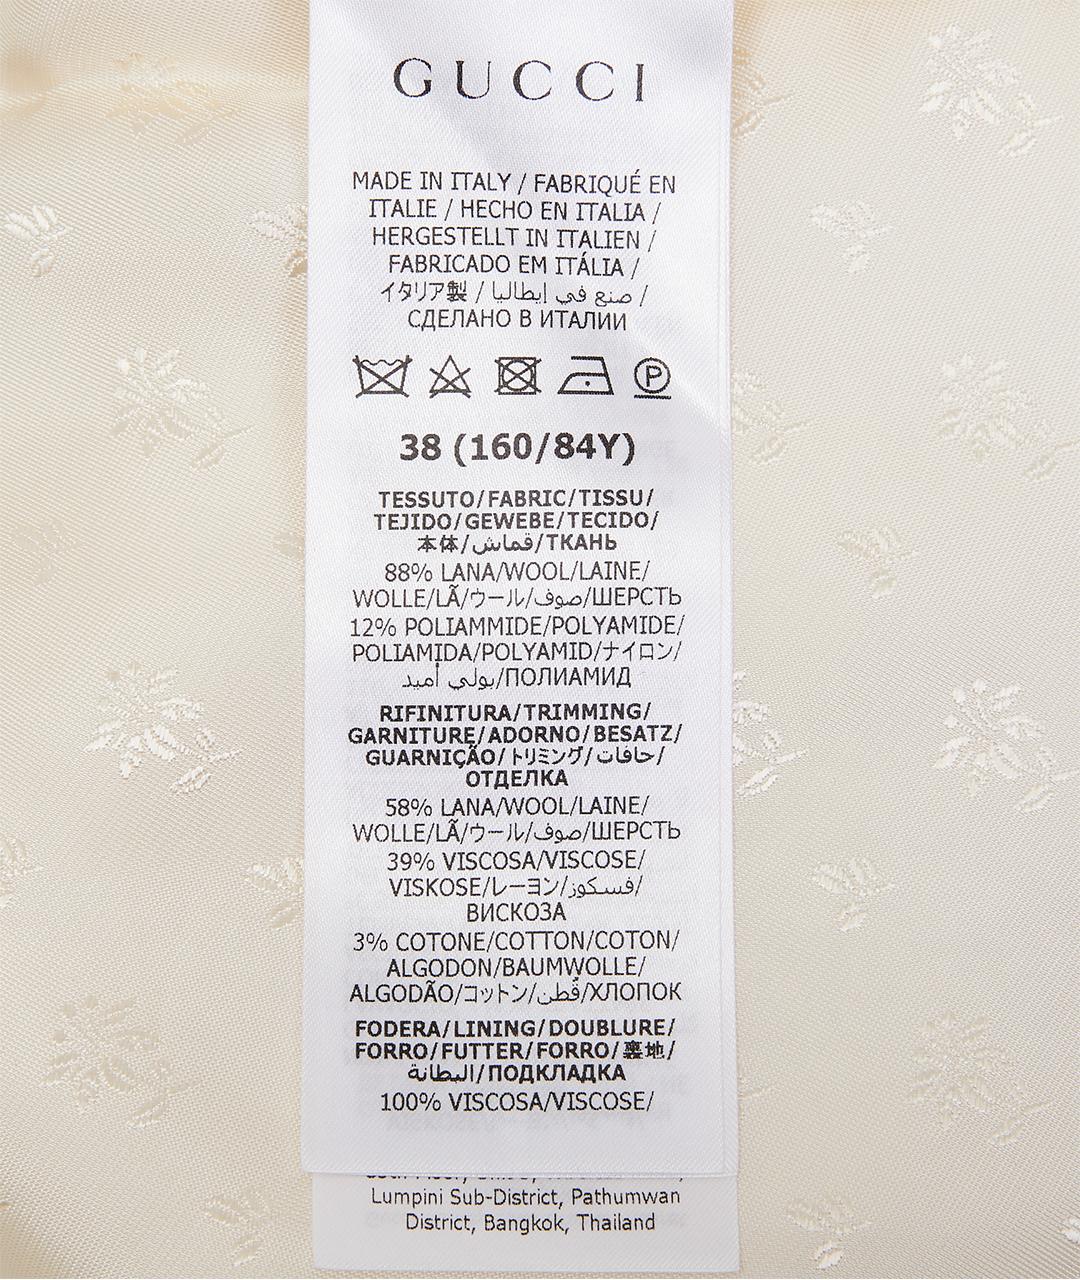 GUCCI
MADE IN ITALY / FABRIQUÉ EN
ITALIE / HECHO EN ITALIA /
HERGESTELLT IN ITALIEN /
FABRICADO EM ITÁLIA /
イタリア製 / صنع في إيطاليا /
СДЕЛАНО В ИТАЛИИ
P
38 (160/84Y)
TESSUTO/FABRIC/TISSU/
TEJIDO/GEWEBE/TECIDO/
本体/قماش/ТКАНЬ
88% LANA/WOOL/LAINE/
WOLLE/LÃ/ウール/صوف/ШЕРСТЬ
12% POLIAMMIDE/POLYAMIDE/
POLIAMIDA/POLYAMID/ナイロン/
بولي أميد/ПОЛИАМИД
RIFINITURA/TRIMMING/
GARNITURE/ADORNO/BESATZ/
GUARNIÇÃO/トリミング/حافات/
ОТДЕЛКА
58% LANA/WOOL/LAINE/
WOLLE/LÃ/ウール/صوف/ШЕРСТЬ
39% VISCOSA/VISCOSE/
VISKOSE/レーヨン/فسكوز/
ВИСКОЗА
3% COTONE/COTTON/COTON/
ALGODON/BAUMWOLLE/
ALGODÃO/コットン/قطن/ХЛОПОК
FODERA/LINING/DOUBLURE/
FORRO/FUTTER/FORRO/裏地/
البطانة/ПОДКЛАДКА
100% VISCOSA/VISCOSE/
Lumpini Sub-District, Pathumwan
District, Bangkok, Thailand